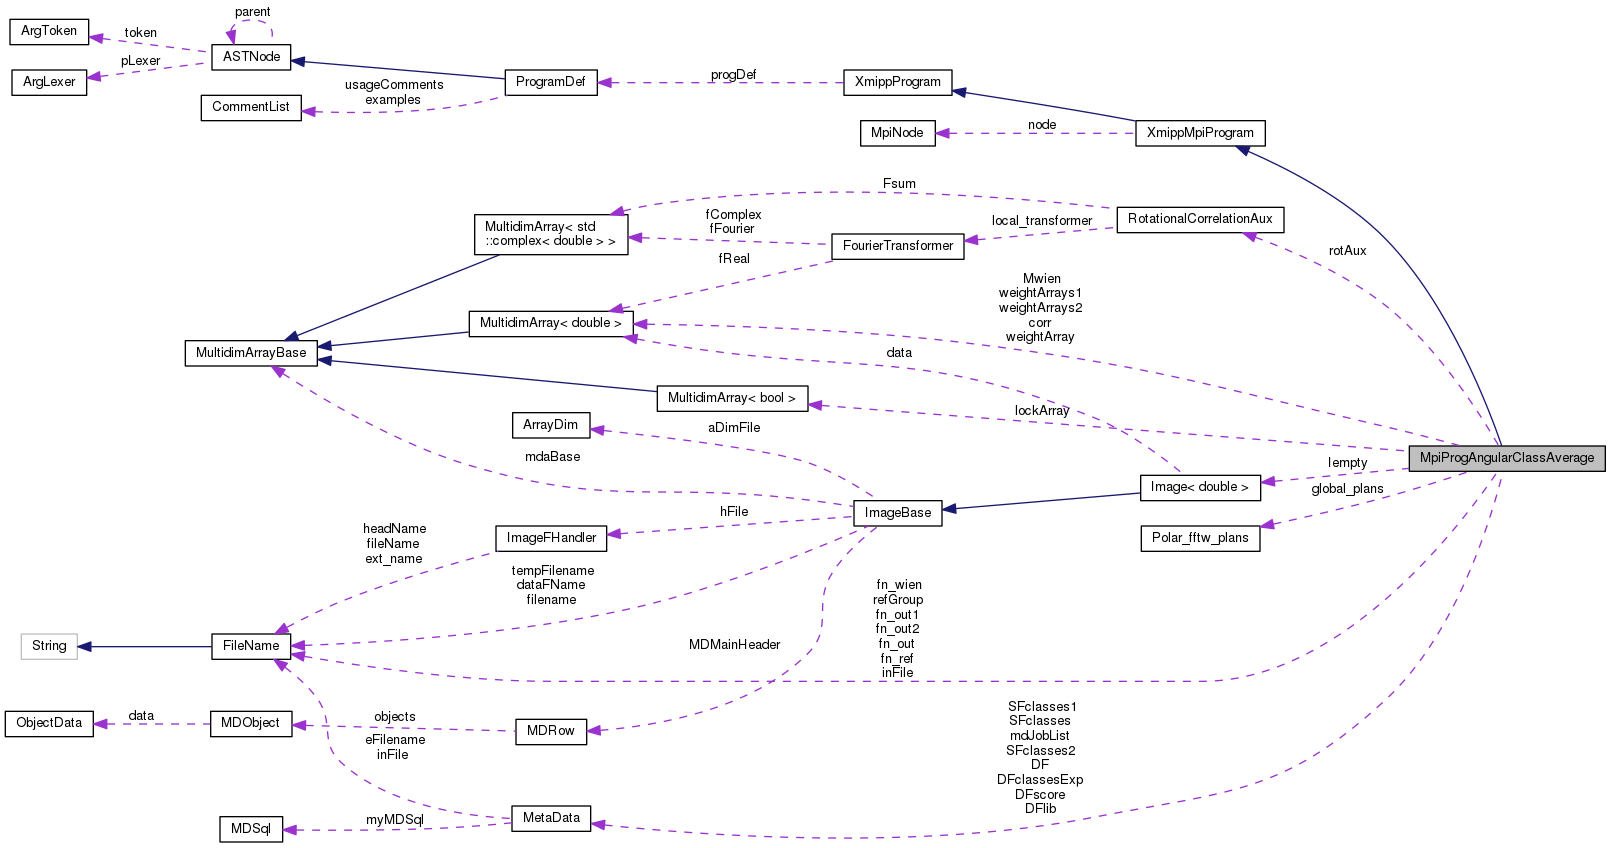 parent
ArgToken
token
ASTNode
pLexer
ArgLexer
ProgramDef
progDef
XmippProgram
usageComments
examples
CommentList
MpiNode
node
XmippMpiProgram
Fsum
MultidimArray< std
::complex< double > >
fComplex
fFourier
local_transformer
RotationalCorrelationAux
FourierTransformer
rotAux
fReal
Mwien
weightArrays1
weightArrays2
corr
weightArray
MultidimArray< double >
MultidimArrayBase
data
MultidimArray< bool >
lockArray
ArrayDim
aDimFile
mdaBase
MpiProgAngularClassAverage
Iempty
Image< double >
global_plans
ImageBase
hFile
ImageFHandler
Polar_fftw_plans
headName
fileName
ext_name
tempFilename
dataFName
filename
fn_wien
refGroup
fn_out1
fn_out2
fn_out
fn_ref
inFile
String
FileName
MDMainHeader
ObjectData
data
MDObject
objects
MDRow
SFclasses1
SFclasses
mdJobList
SFclasses2
DF
DFclassesExp
DFscore
DFlib
eFilename
inFile
MDSql
myMDSql
MetaData